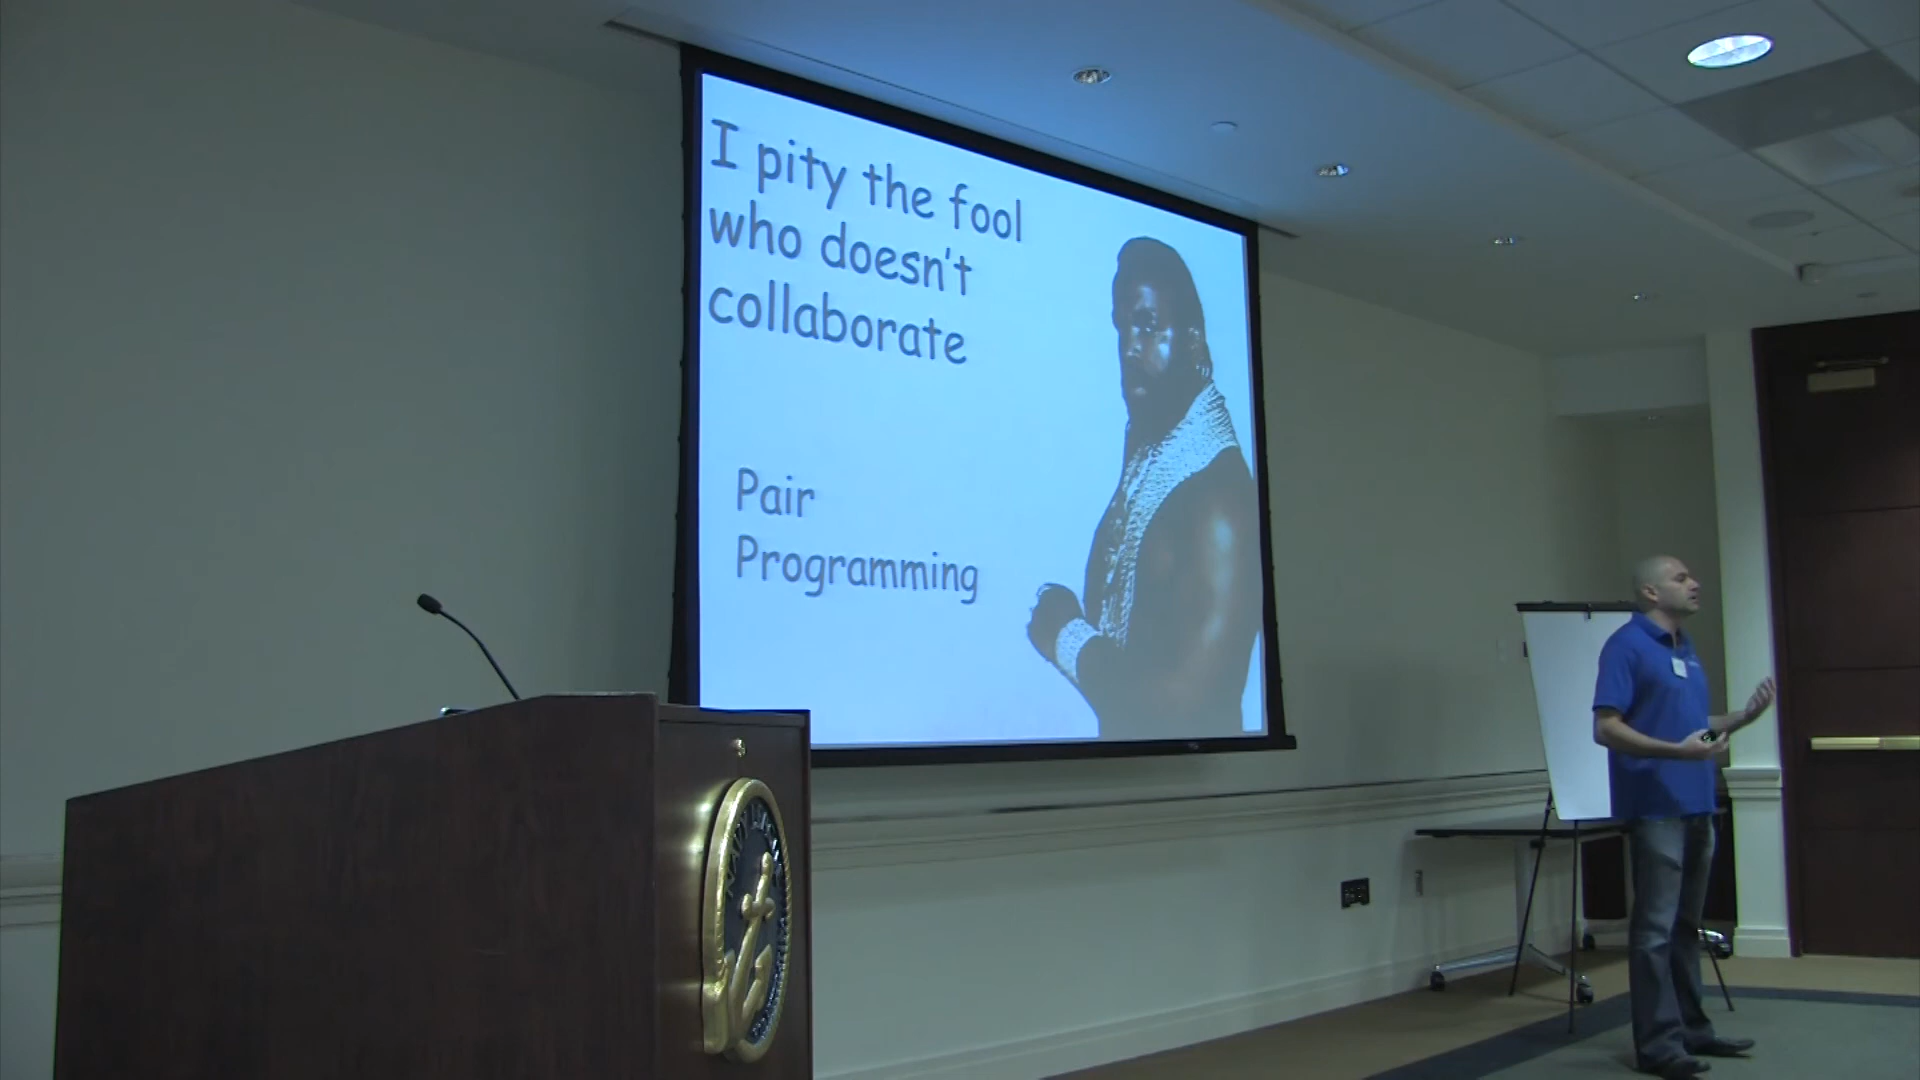 I pity the fool
who doesn't
collaborate
Pair
Programming